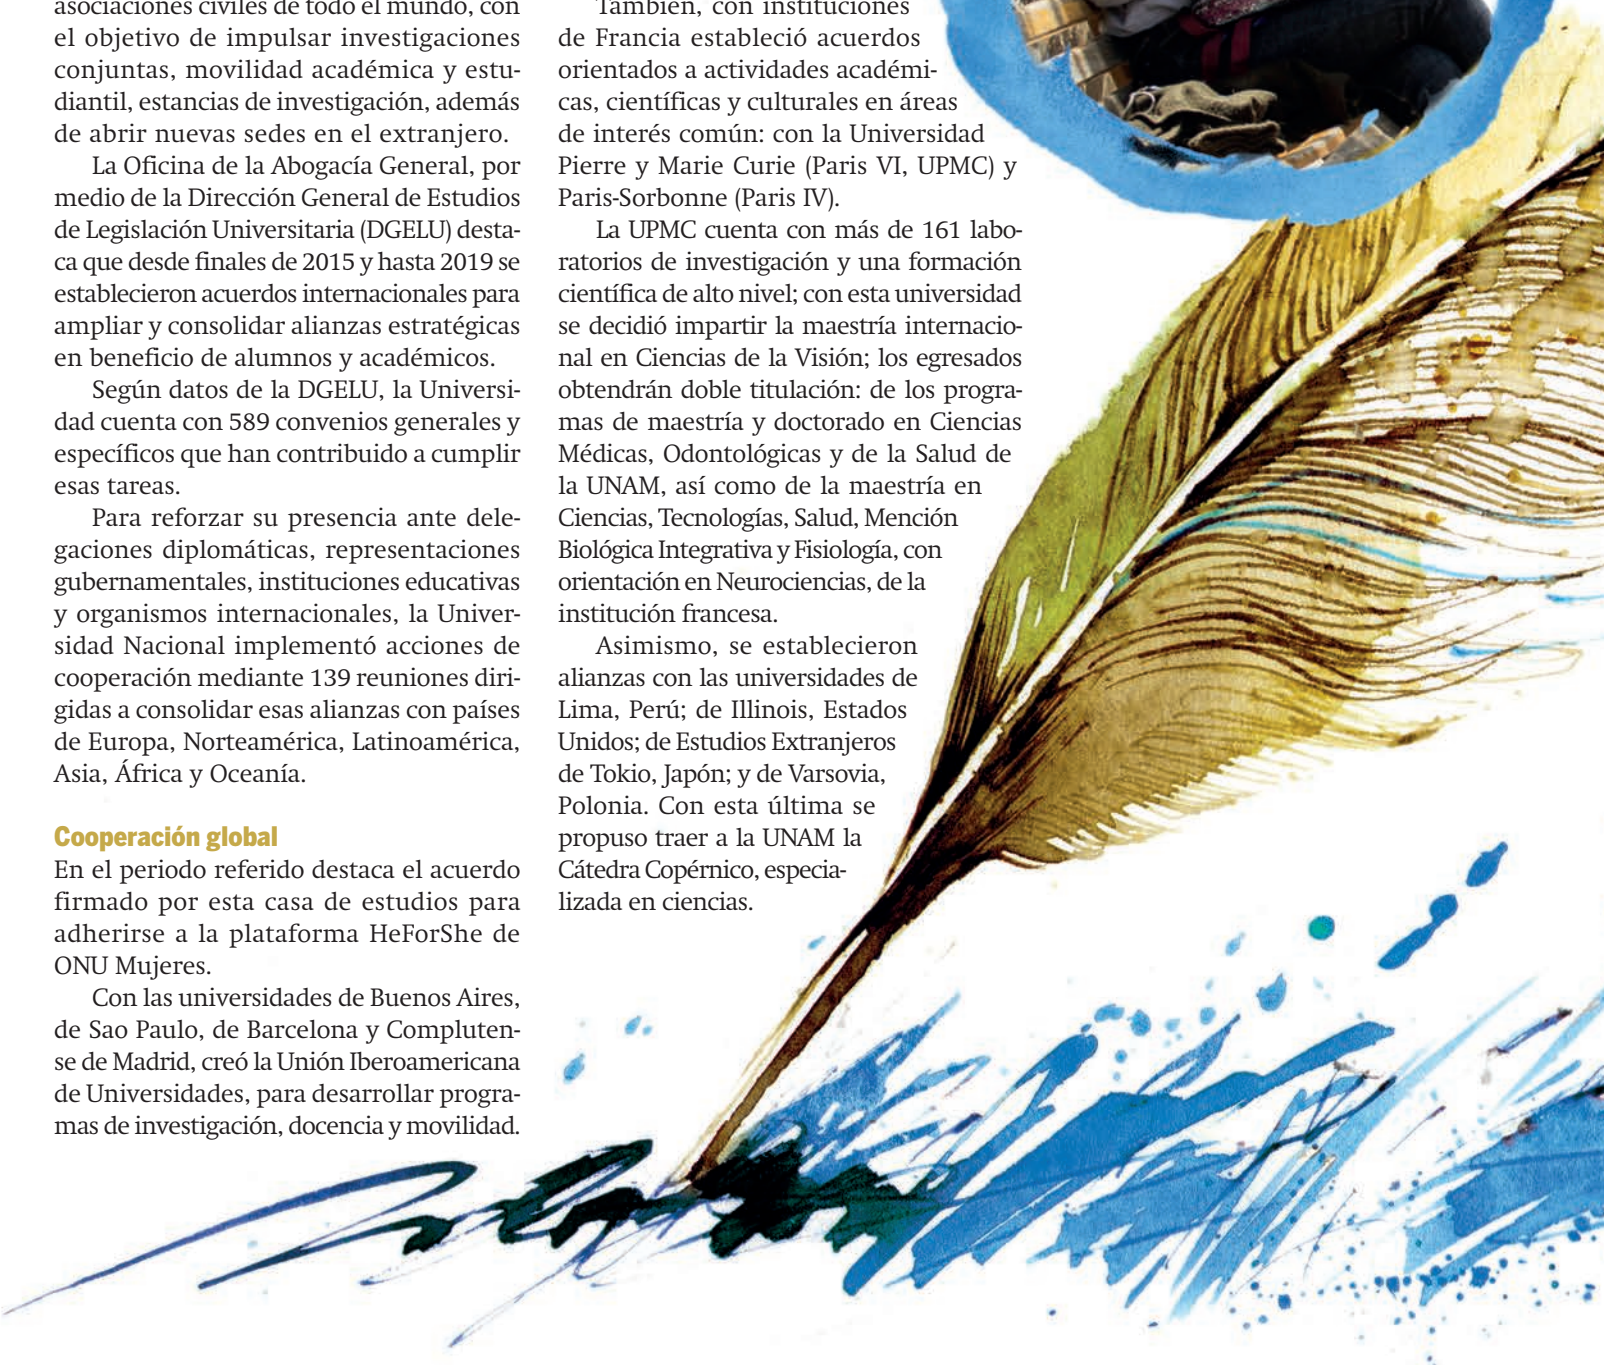 asociaciones civiles de todo el mundo, con
el objetivo de impulsar investigaciones
conjuntas, movilidad académica y estu-
diantil, estancias de investigación, además
de abrir nuevas sedes en el extranjero.
La Oficina de la Abogacía General, por
medio de la Dirección General de Estudios
de Legislación Universitaria (DGELU) desta-
ca que desde finales de 2015 y hasta 2019 se
establecieron acuerdos internacionales para
ampliar y consolidar alianzas estratégicas
en beneficio de alumnos y académicos.
Según datos de la DGELU, la Universi-
dad cuenta con 589 convenios generales y
específicos que han contribuido a cumplir
esas tareas.
Para reforzar su presencia ante dele-
gaciones diplomáticas, representaciones
gubernamentales, instituciones educativas
y organismos internacionales, la Univer-
sidad Nacional implementó acciones de
cooperación mediante 139 reuniones diri-
gidas a consolidar esas alianzas con países
de Europa, Norteamérica, Latinoamérica,
Asia, África y Oceanía.
Cooperación global
En el periodo referido destaca el acuerdo
firmado por esta casa de estudios para
adherirse a la plataforma HeForShe de
ONU Mujeres.
Con las universidades de Buenos Aires,
de Sao Paulo, de Barcelona y Compluten-
se de Madrid, creó la Unión Iberoamericana
de Universidades, para desarrollar progra-
mas de investigación, docencia y movilidad.
También, con instituciones
de Francia estableció acuerdos
orientados a actividades académi-
cas, científicas y culturales en áreas
de interés común: con la Universidad
Pierre y Marie Curie (Paris VI, UPMC) y
Paris-Sorbonne (Paris IV).
La UPMC cuenta con más de 161 labo-
ratorios de investigación y una formación
científica de alto nivel; con esta universidad
se decidió impartir la maestría internacio-
nal en Ciencias de la Visión; los egresados
obtendrán doble titulación: de los progra-
mas de maestría y doctorado en Ciencias
Médicas, Odontológicas y de la Salud de
la UNAM, así como de la maestría en
Ciencias, Tecnologías, Salud, Mención
Biológica Integrativa y Fisiología, con
orientación en Neurociencias, de la
institución francesa.
Asimismo, se establecieron
alianzas con las universidades de
Lima, Perú; de Illinois, Estados
Unidos; de Estudios Extranjeros
de Tokio, Japón; y de Varsovia,
Polonia. Con esta última se
propuso traer a la UNAM la
Cátedra Copérnico, especia-
lizada en ciencias.